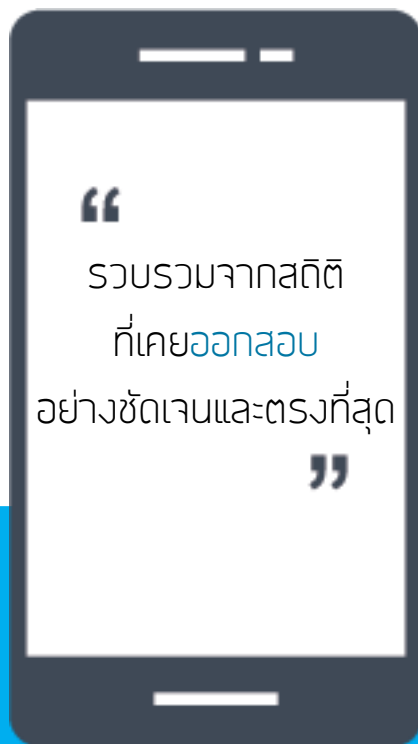 “
รวบรวมจากสถิติ
ที่เคยออกสอบ
อย่างชัดเจนและตรงที่สุด
”